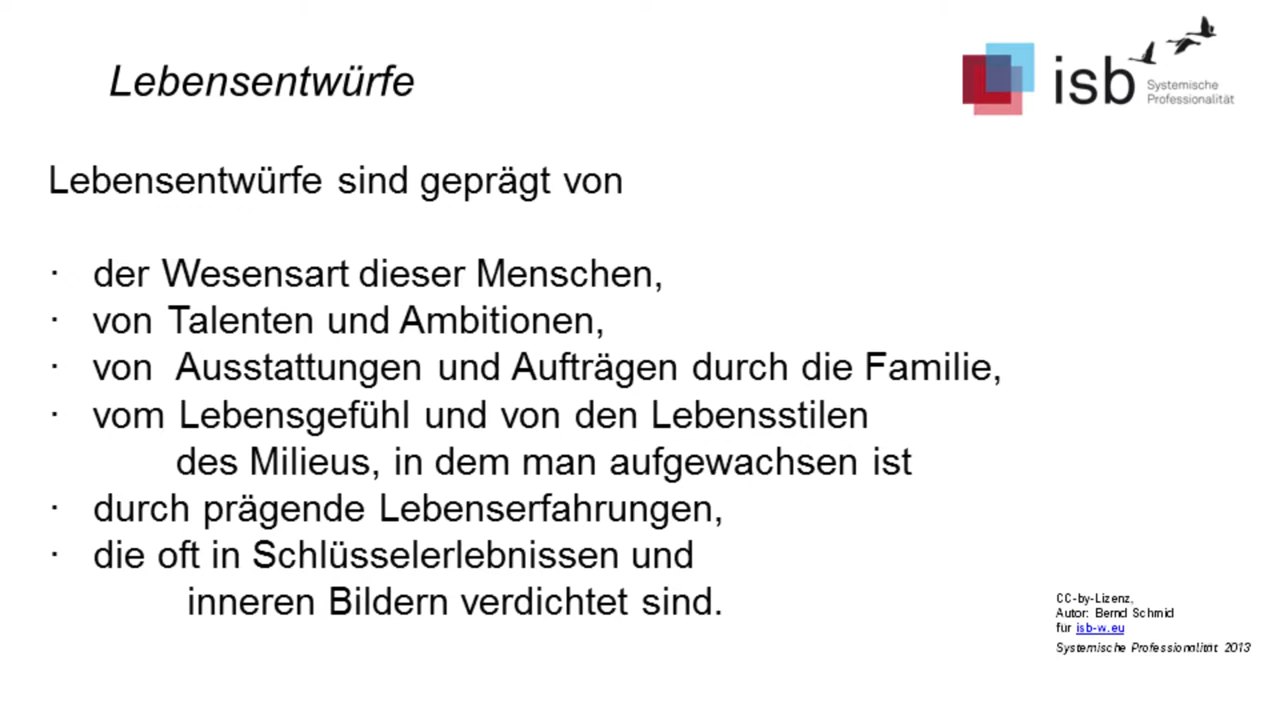 Lebensentwürfe
isb
Systemische
Professionalität
Lebensentwürfe sind geprägt von
· der Wesensart dieser Menschen,
· von Talenten und Ambitionen,
· von Ausstattungen und Aufträgen durch die Familie,
· vom Lebensgefühl und von den Lebensstilen
des Milieus, in dem man aufgewachsen ist
· durch prägende Lebenserfahrungen,
· die oft in Schlüsselerlebnissen und
inneren Bildern verdichtet sind.
CC-by-Lizenz,
Autor: Bernd Schmid
für isb-w.eu
Systemische Professionalität 2013